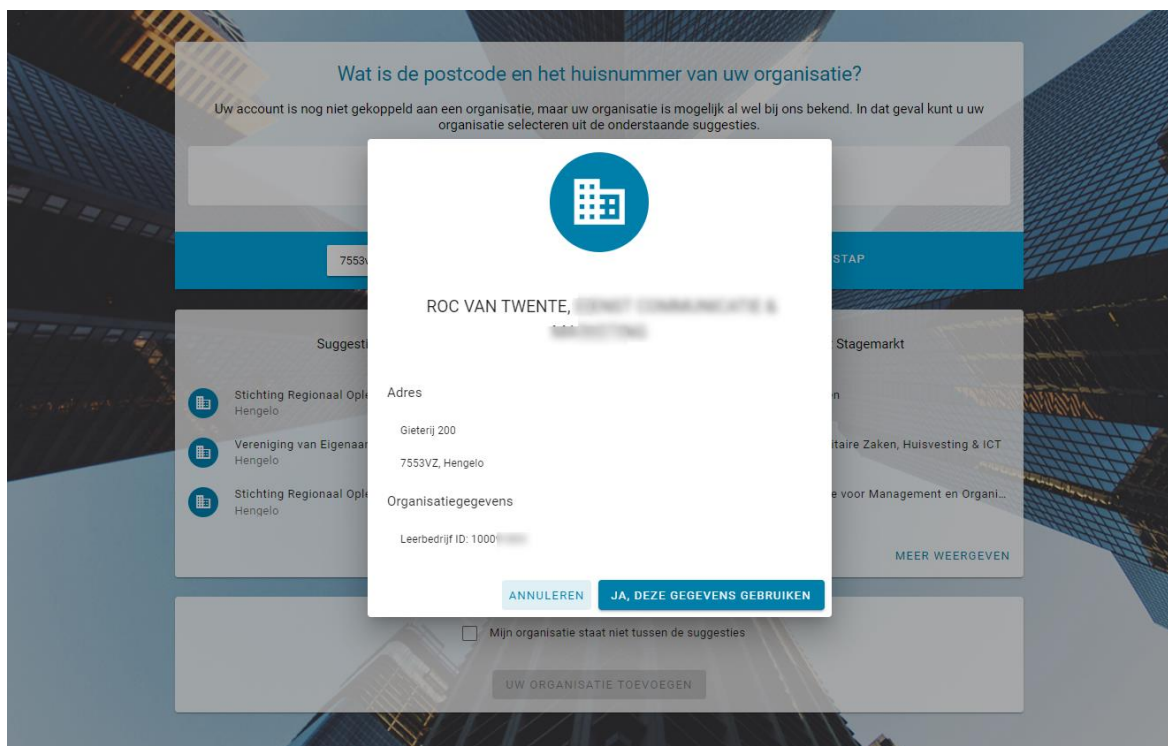 Wat is de postcode en het huisnummer van uw organisatie?
Uw account is nog niet gekoppeld aan een organisatie, maar uw organisatie is mogelijk al wel bij ons bekend. In dat geval kunt u uw
organisatie selecteren uit de onderstaande suggesties.
7553v
STAP
ROC VAN TWENTE,
Suggesti
Stagemarkt
Adres
Stichting Regionaal Ople
Hengelo
Gieterij 200
Vereniging van Eigenaar
itaire Zaken, Huisvesting & ICT
Hengelo
7553VZ, Hengelo
Stichting Regionaal Ople
e voor Management en Organi...
Hengelo
Organisatiegegevens
Leerbedrijf ID: 1000
MEER WEERGEVEN
ANNULEREN
JA, DEZE GEGEVENS GEBRUIKEN
Mijn organisatie staat niet tussen de suggesties
UW ORGANISATIE TOEVOEGEN